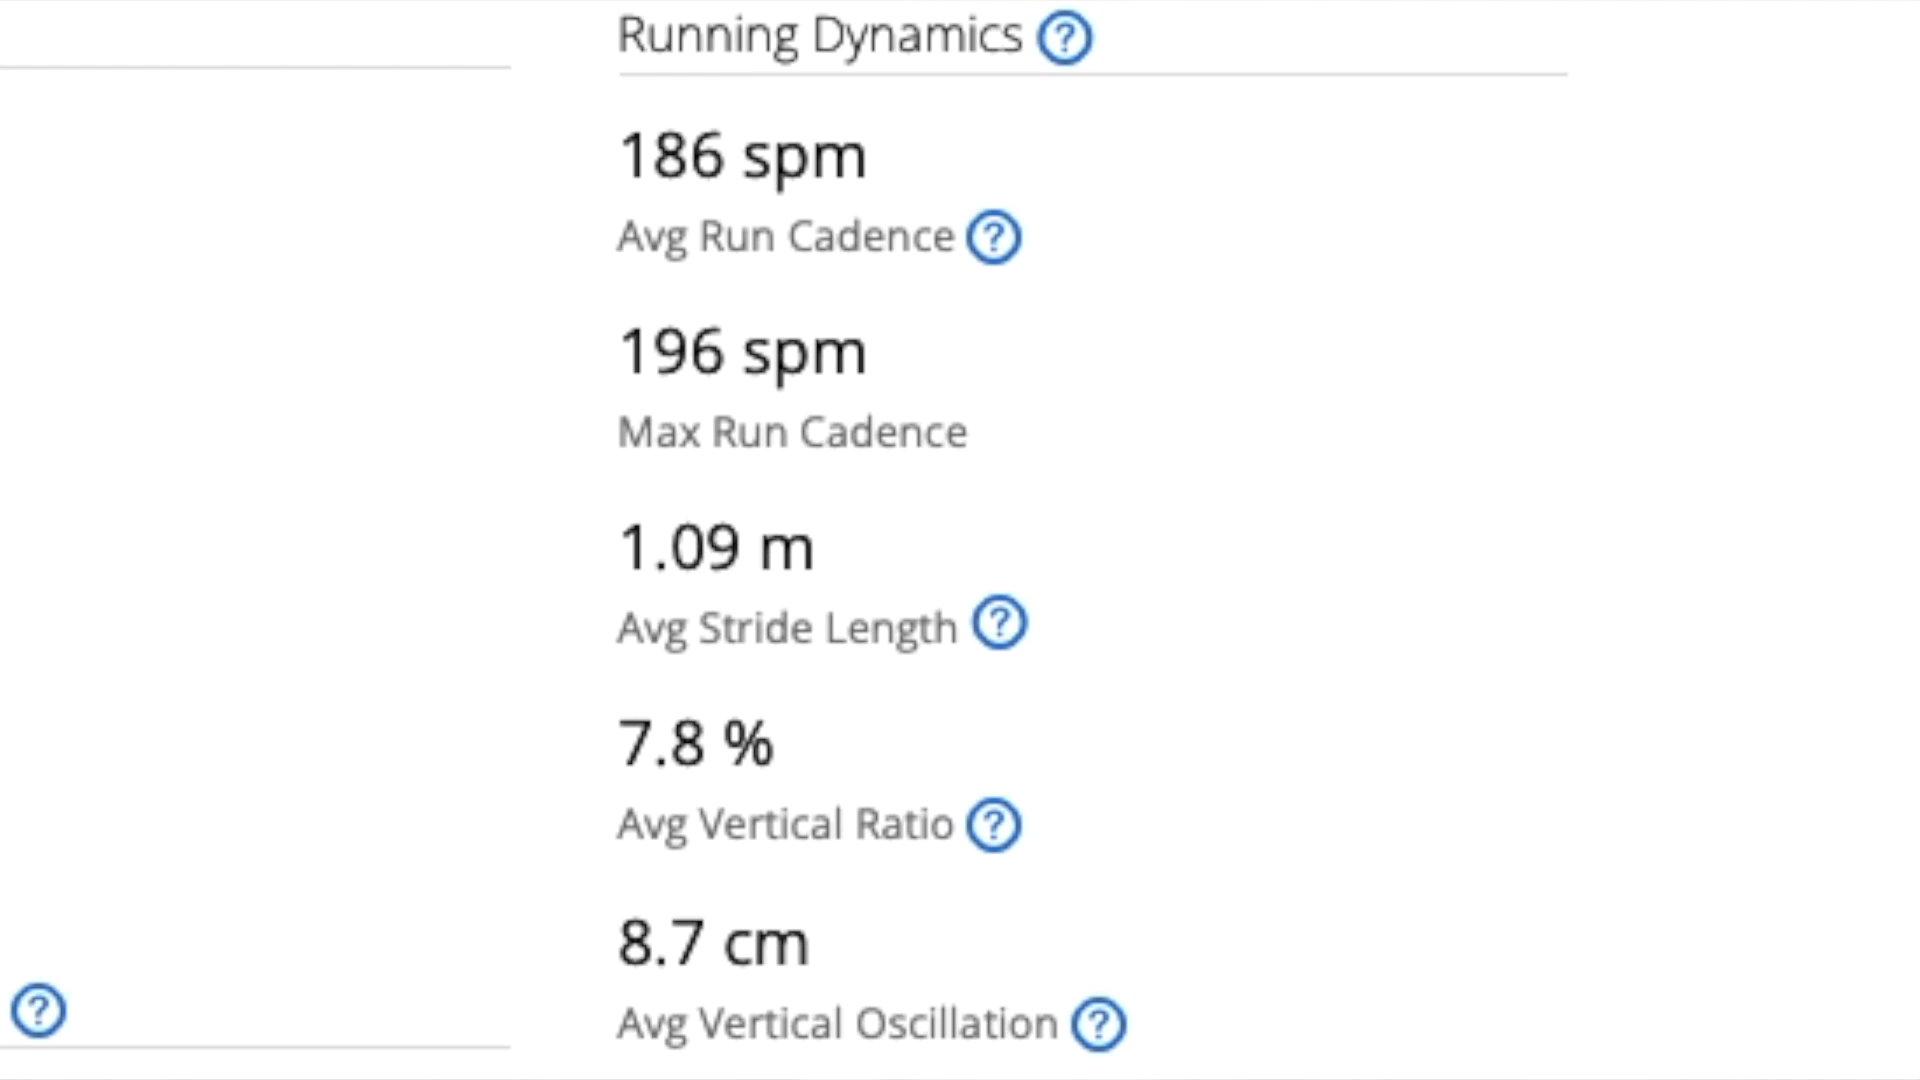 Running Dynamics ?
186 spm
Avg Run Cadence ?
196 spm
Max Run Cadence
1.09 m
Avg Stride Length ?
7.8 %
Avg Vertical Ratio ?
8.7 cm
?
Avg Vertical Oscillation ?